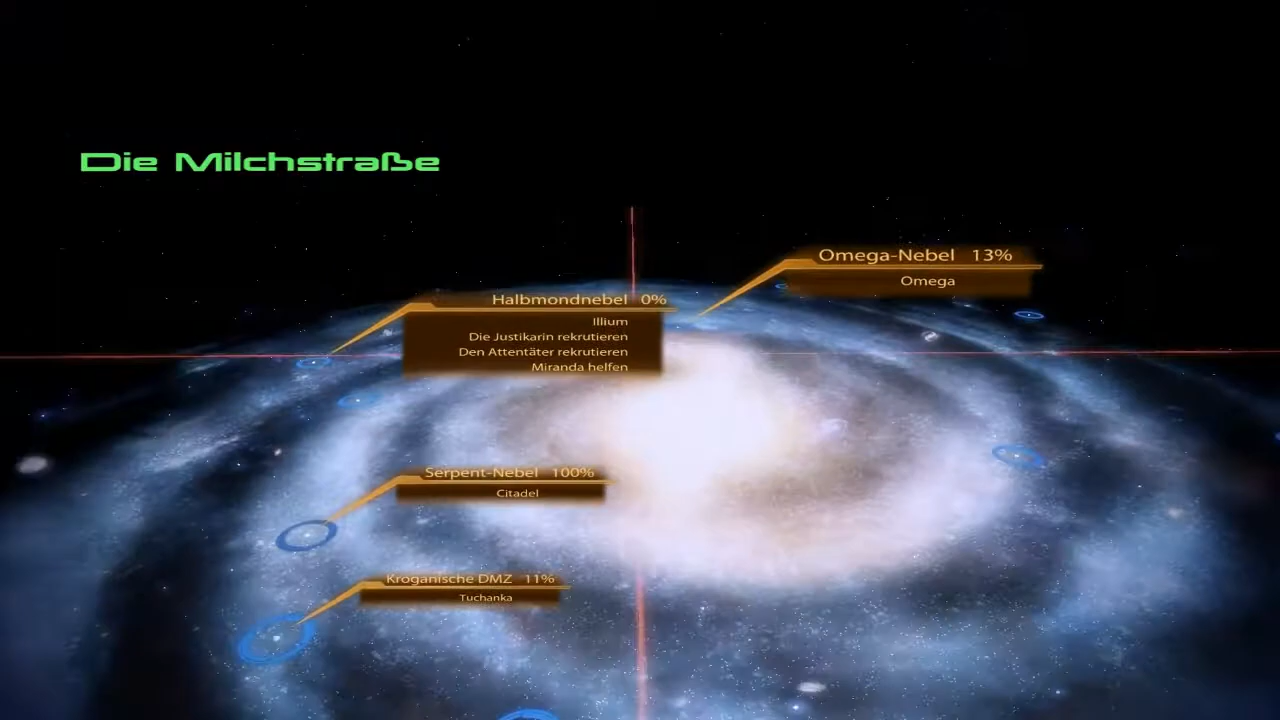 Die Milchstraße
Omega-Nebel 13%
Omega
Halbmondnebel 0%
Illium
Die Justikarin rekrutieren
Den Attentäter rekrutieren
Miranda helfen
Serpent-Nebel 100%
Citadel
Kroganische DMZ 11%
Tuchanka